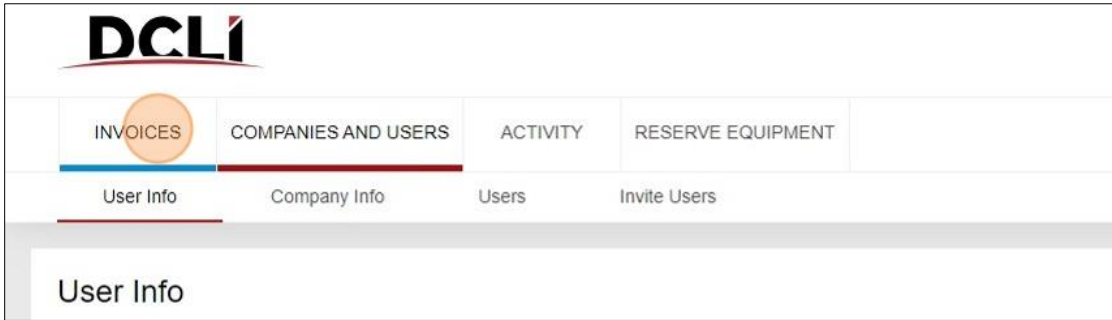 DCLI
INVOICES COMPANIES AND USERS ACTIVITY RESERVE EQUIPMENT
User Info Company Info Users Invite Users
User Info